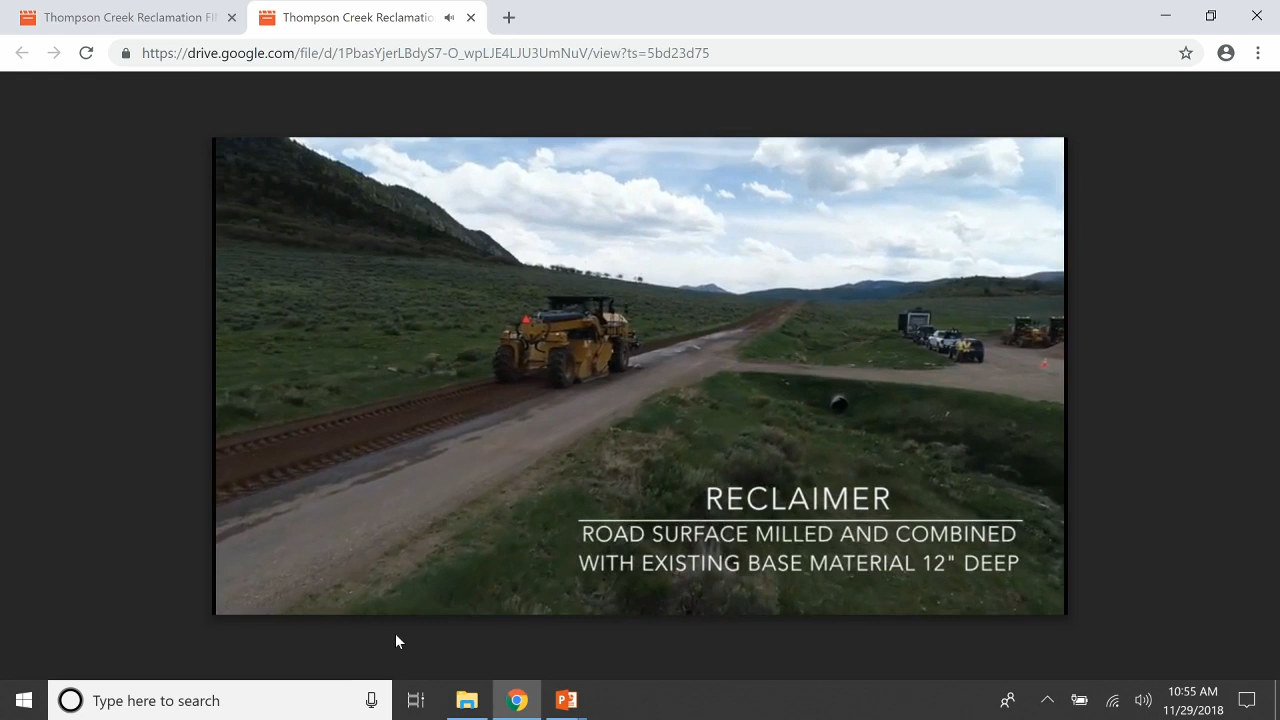 Thompson Creek Reclamation FI
Thompson Creek Reclamatio
https://drive.google.com/file/d/1PbasYjerLBdyS7-O_wpLJE4LJU3UmNuV/view?ts=5bd23d75
RECLAIMER
ROAD SURFACE MILLED AND COMBINED
WITH EXISTING BASE MATERIAL 12" DEEP
Type here to search
10:55 AM
11/29/2018